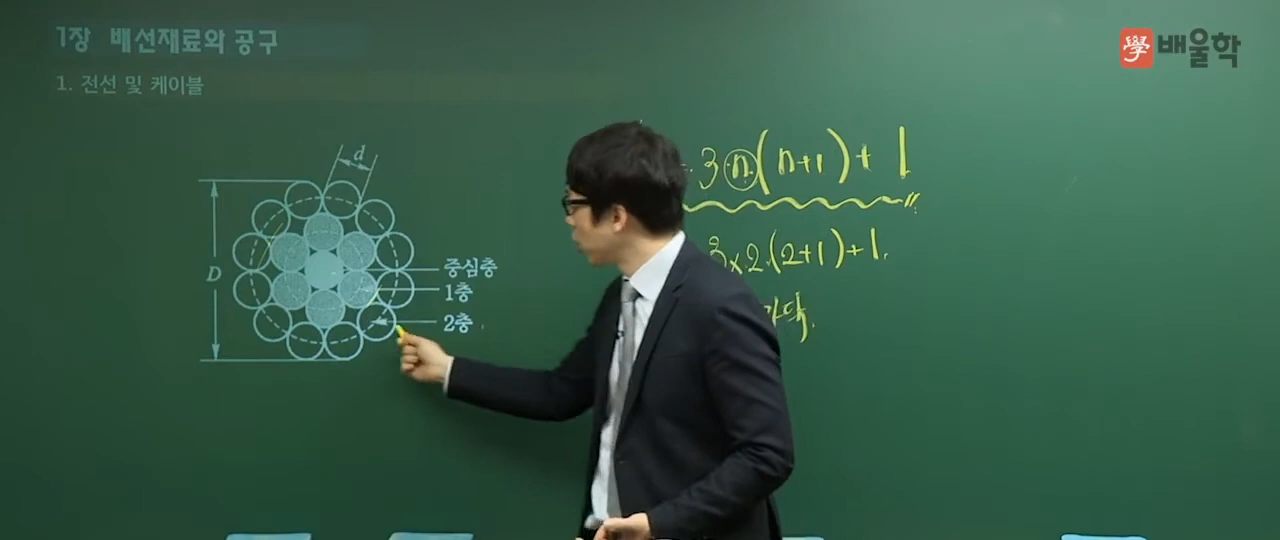 1장 배선재료와 공구
學 배울학
1. 전선 및 케이블
d
D
중심층
1층
2층
3n(n+1)+1
3×2.(2+1)+1.